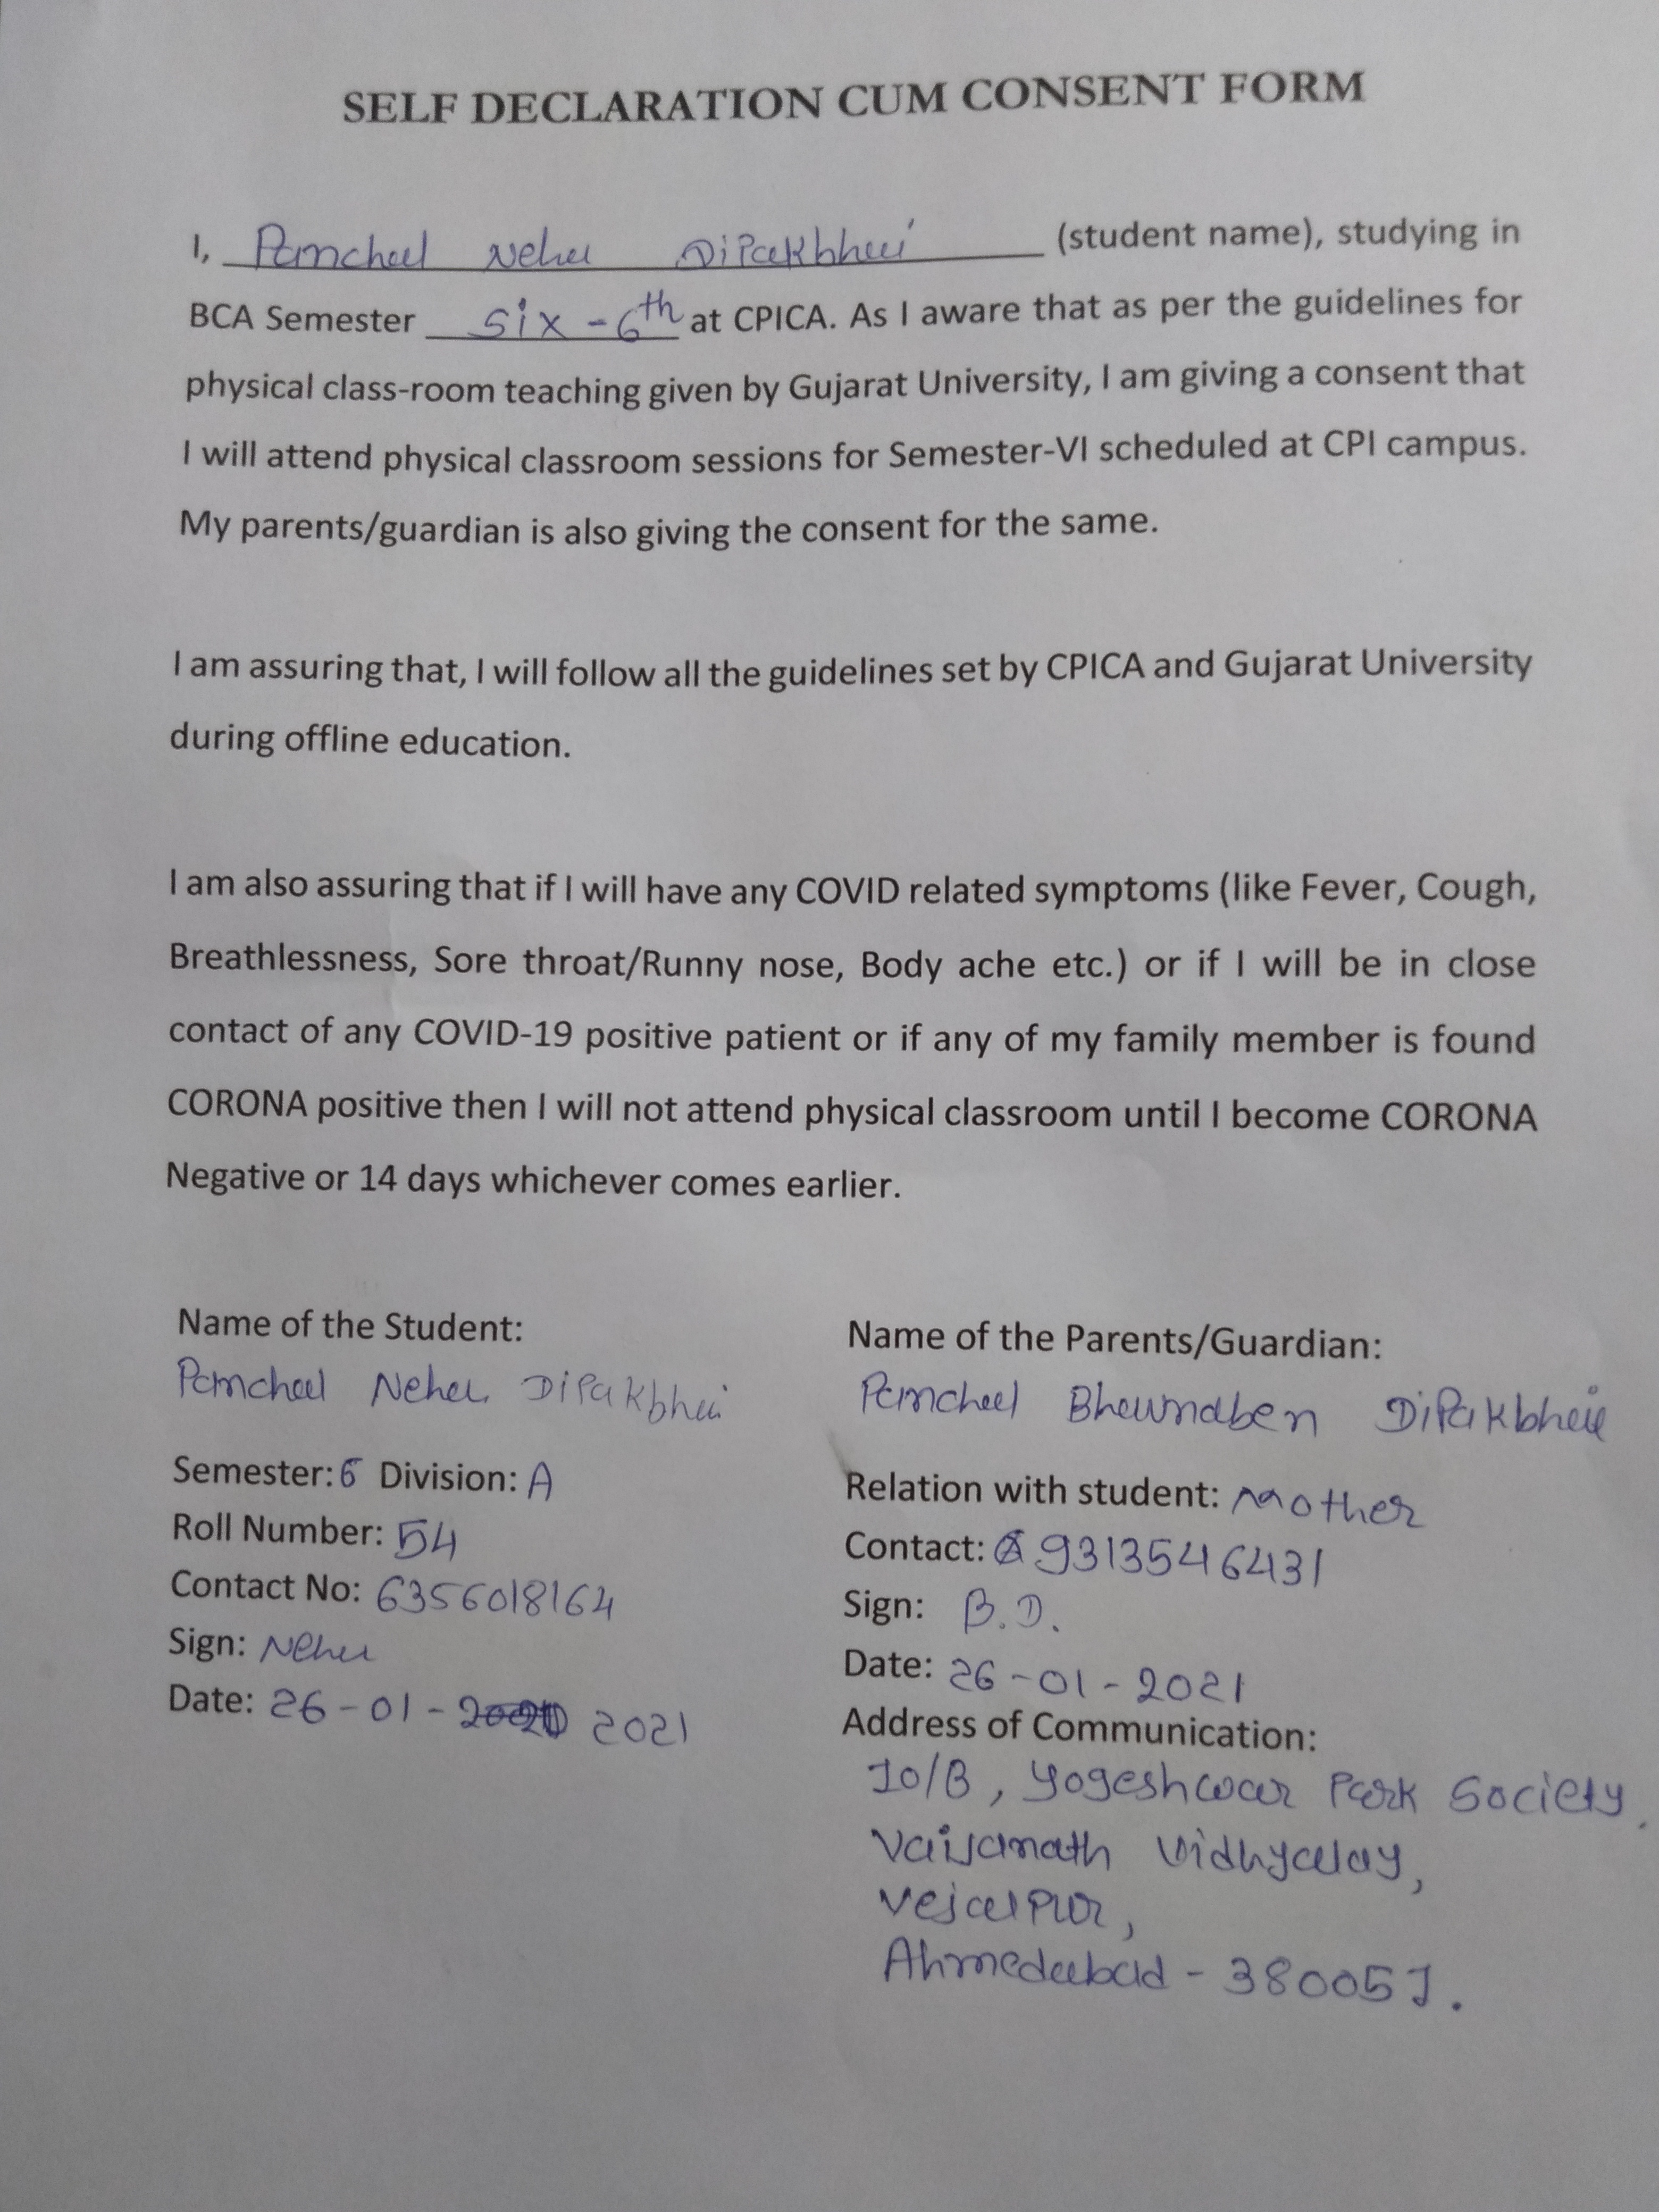 SELF DECLARATION CUM CONSENT FORM
I, Panchal Neha Dipakbhai (student name), studying in
BCA Semester six - 6th at CPICA. As I aware that as per the guidelines for
physical class-room teaching given by Gujarat University, I am giving a consent that
I will attend physical classroom sessions for Semester-VI scheduled at CPI campus.
My parents/guardian is also giving the consent for the same.
I am assuring that, I will follow all the guidelines set by CPICA and Gujarat University
during offline education.
I am also assuring that if I will have any COVID related symptoms (like Fever, Cough,
Breathlessness, Sore throat/Runny nose, Body ache etc.) or if I will be in close
contact of any COVID-19 positive patient or if any of my family member is found
CORONA positive then I will not attend physical classroom until I become CORONA
Negative or 14 days whichever comes earlier.
Name of the Student:
Panchal Neha Dipakbhai
Semester: 6 Division: A
Roll Number: 54
Contact No: 6356018164
Sign: Neha
Date: 26-01-2021
Name of the Parents/Guardian:
Panchal Bhavnaben Dipakbhai
Relation with student: Mother
Contact: 9313546431
Sign: B.D.
Date: 26-01-2021
Address of Communication:
10/B, Yogeshwar Park Society,
Vaijanath Vidhyalay,
Vejalpur,
Ahmedabad - 380051.